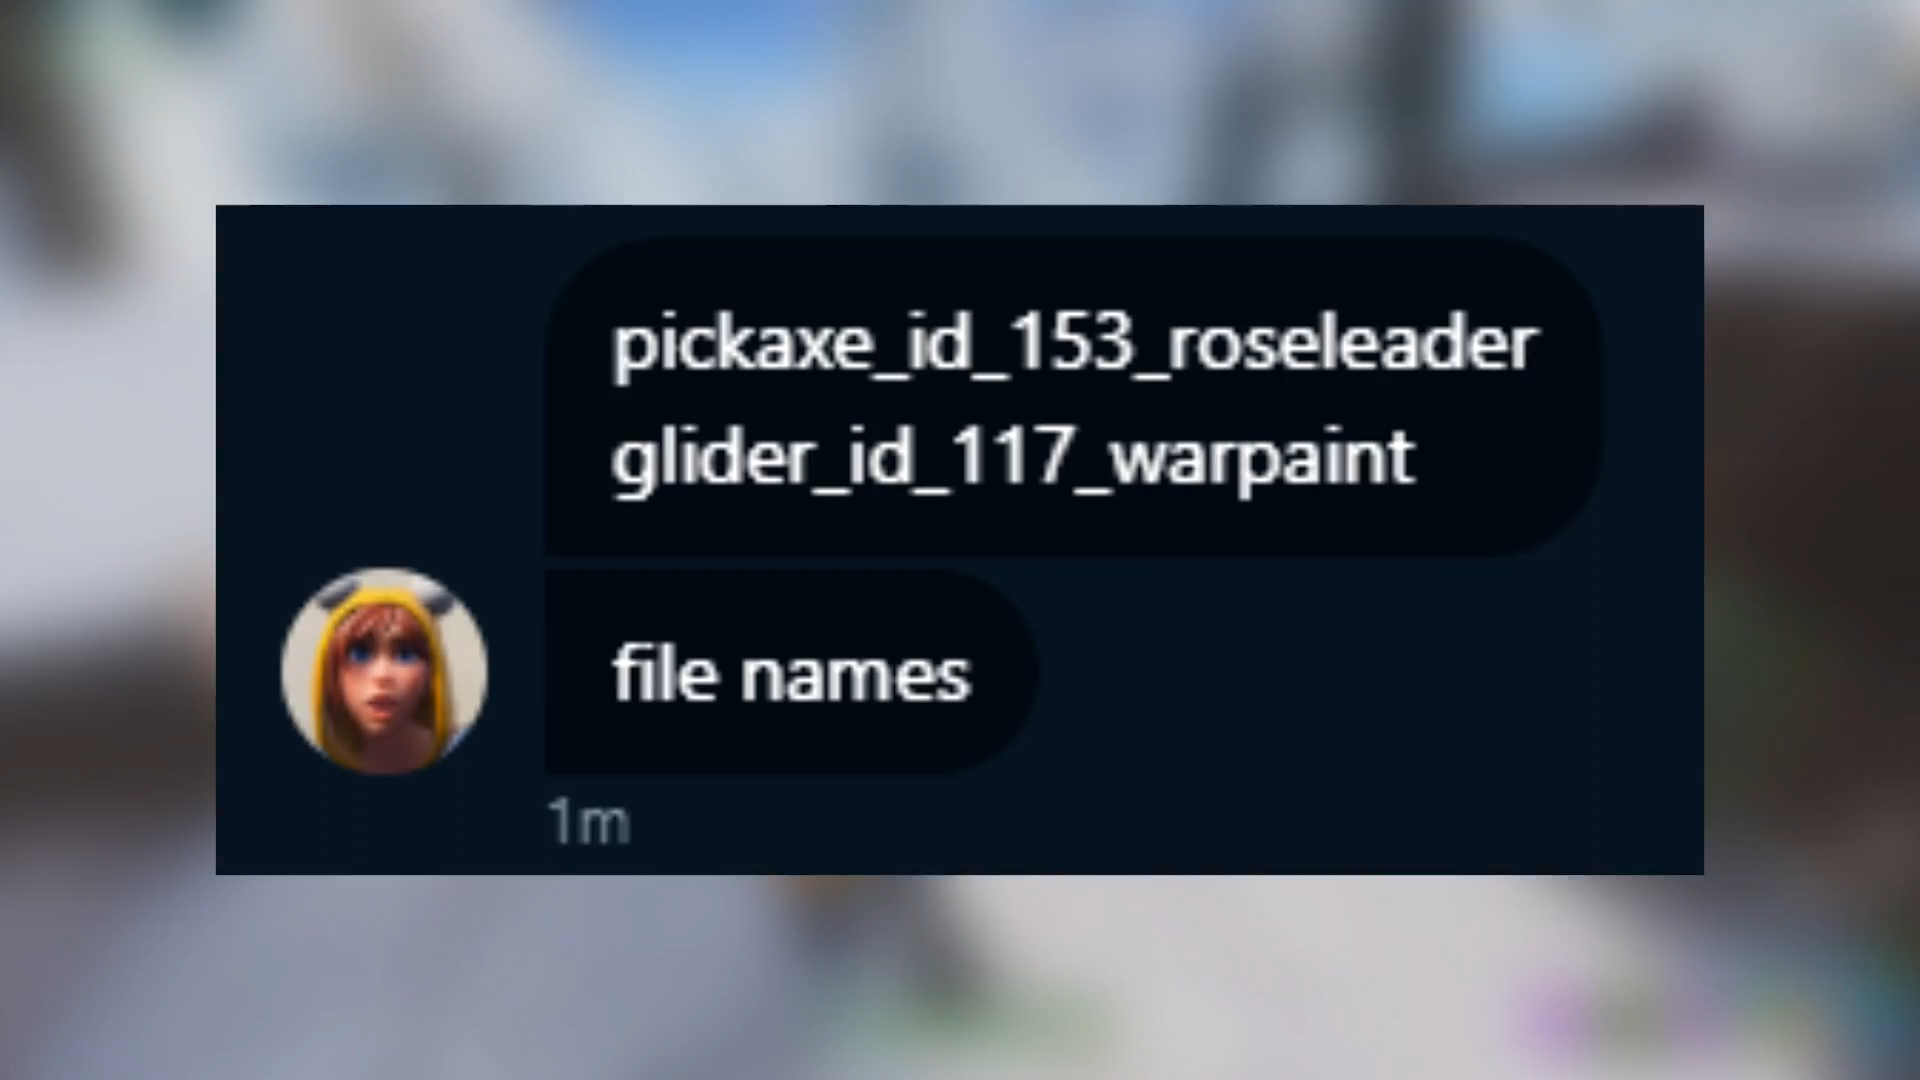 pickaxe_id_153_roseleader
glider_id_117_warpaint
file names
1m